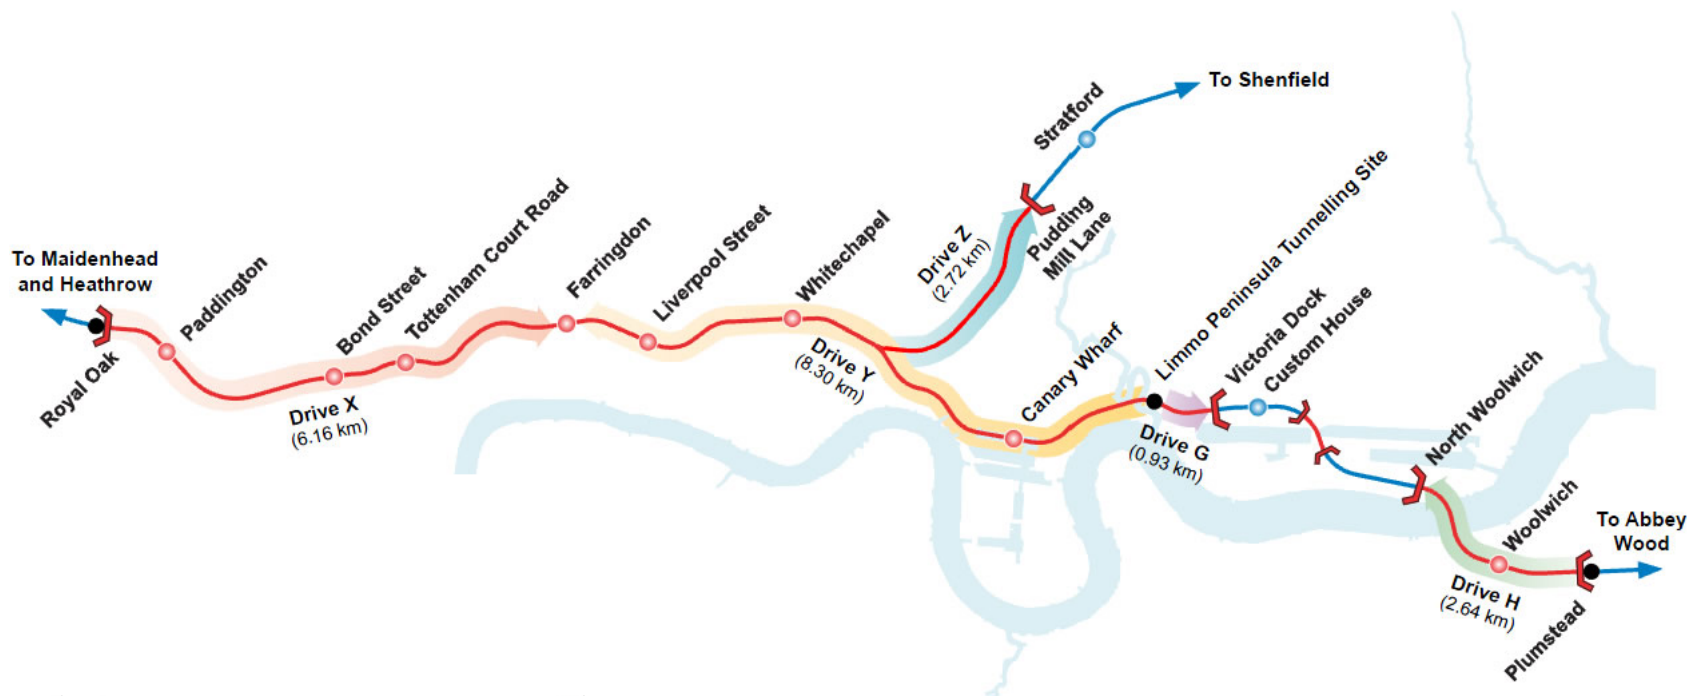 To Maidenhead
and Heathrow
Royal Oak
Paddington
Drive X
(6.16 km)
Bond Street
Tottenham Court Road
Farringdon
Liverpool Street
Whitechapel
Drive Y
(8.30 km)
Drive Z
(2.72 km)
Pudding
Mill Lane
Stratford
To Shenfield
Canary Wharf
Limmo Peninsula Tunnelling Site
Drive G
(0.93 km)
Victoria Dock
Custom House
North Woolwich
Woolwich
Drive H
(2.64 km)
Plumstead
To Abbey
Wood